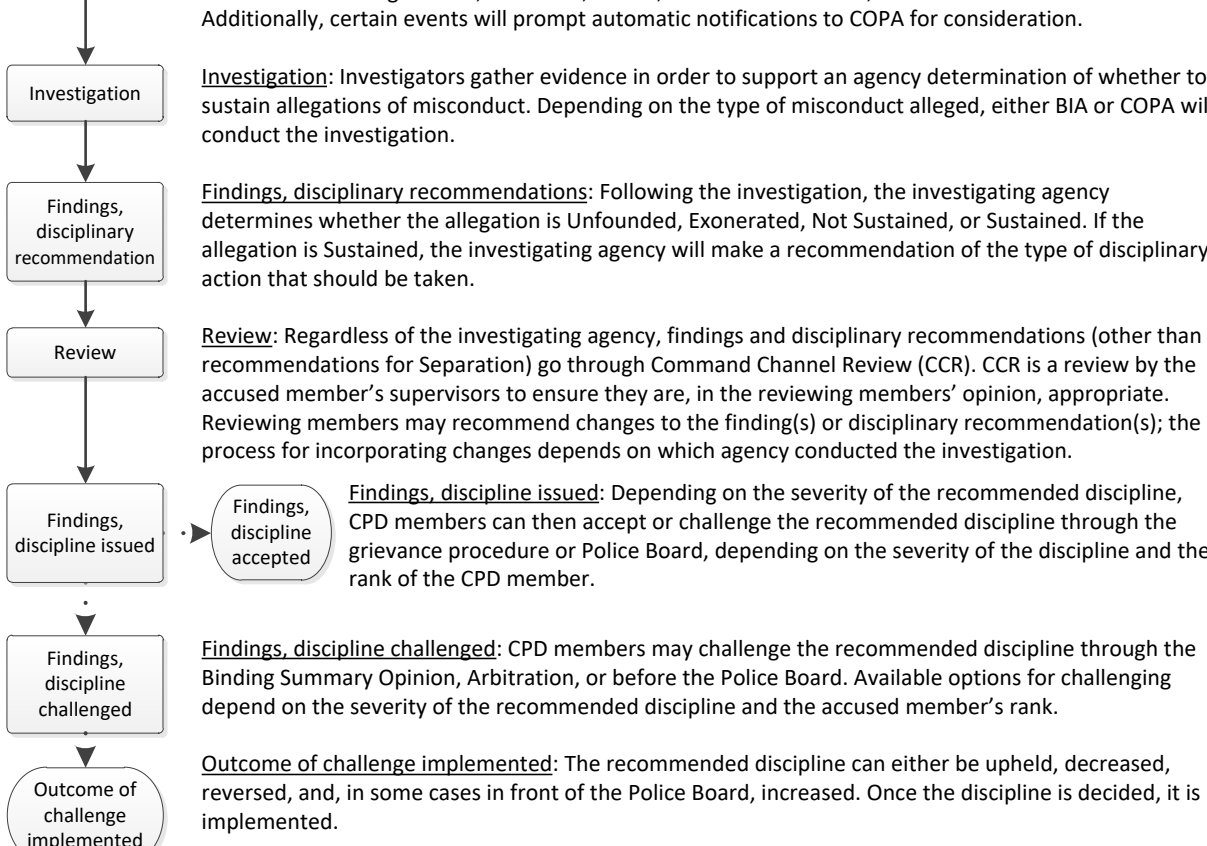 Additionally, certain events will prompt automatic notifications to COPA for consideration.
Investigation
Investigation: Investigators gather evidence in order to support an agency determination of whether to
sustain allegations of misconduct. Depending on the type of misconduct alleged, either BIA or COPA will
conduct the investigation.
Findings,
disciplinary
recommendation
Findings, disciplinary recommendations: Following the investigation, the investigating agency
determines whether the allegation is Unfounded, Exonerated, Not Sustained, or Sustained. If the
allegation is Sustained, the investigating agency will make a recommendation of the type of disciplinary
action that should be taken.
Review
Review: Regardless of the investigating agency, findings and disciplinary recommendations (other than
recommendations for Separation) go through Command Channel Review (CCR). CCR is a review by the
accused member’s supervisors to ensure they are, in the reviewing members’ opinion, appropriate.
Reviewing members may recommend changes to the finding(s) or disciplinary recommendation(s); the
process for incorporating changes depends on which agency conducted the investigation.
Findings,
discipline issued
Findings,
discipline
accepted
Findings, discipline issued: Depending on the severity of the recommended discipline,
CPD members can then accept or challenge the recommended discipline through the
grievance procedure or Police Board, depending on the severity of the discipline and the
rank of the CPD member.
Findings,
discipline
challenged
Findings, discipline challenged: CPD members may challenge the recommended discipline through the
Binding Summary Opinion, Arbitration, or before the Police Board. Available options for challenging
depend on the severity of the recommended discipline and the accused member’s rank.
Outcome of
challenge
implemented
Outcome of challenge implemented: The recommended discipline can either be upheld, decreased,
reversed, and, in some cases in front of the Police Board, increased. Once the discipline is decided, it is
implemented.